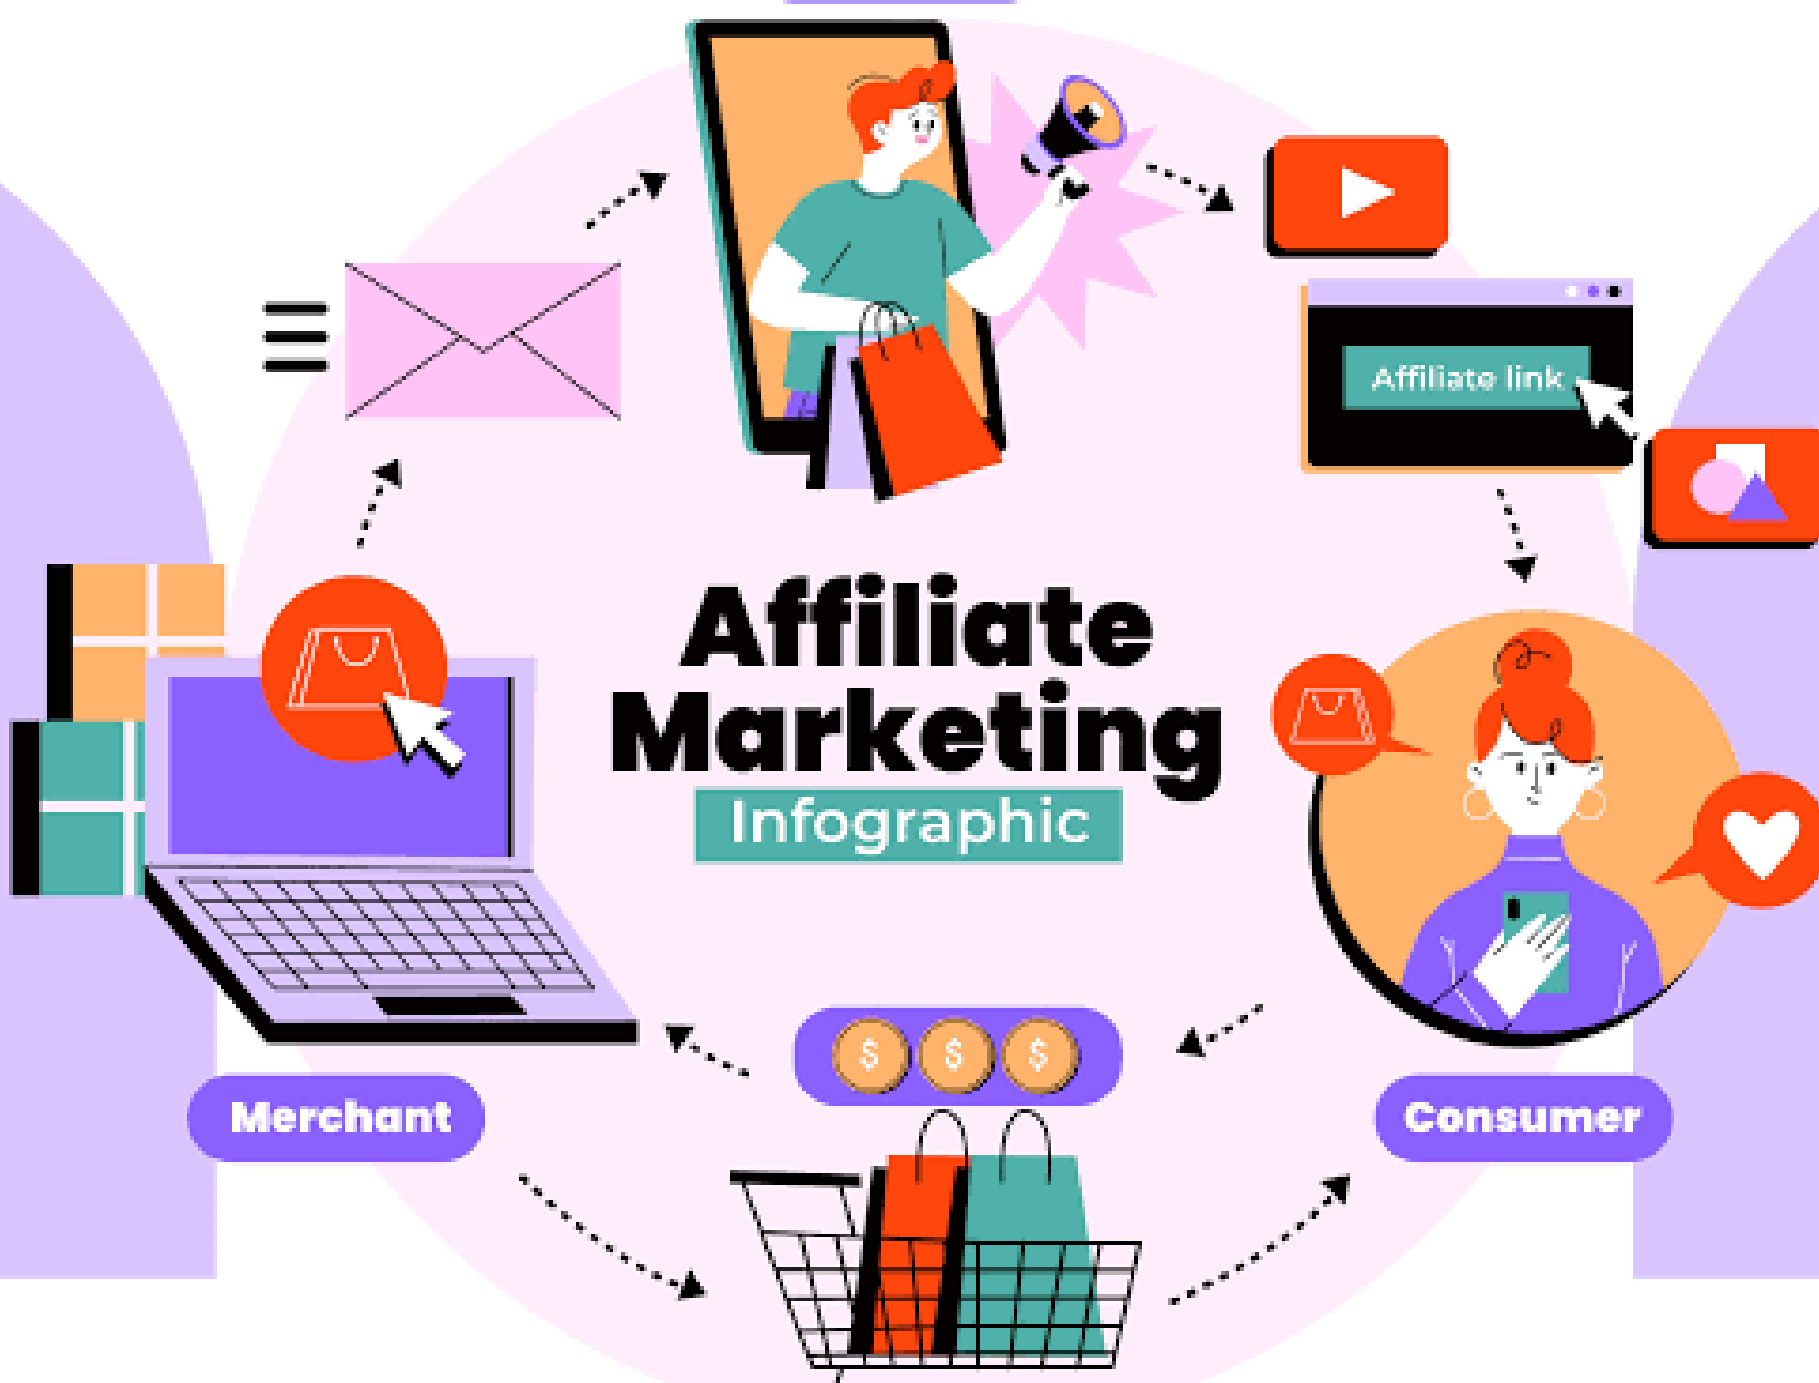 Affiliate link
Affiliate
Marketing
Infographic
$ $ $
Merchant
Consumer